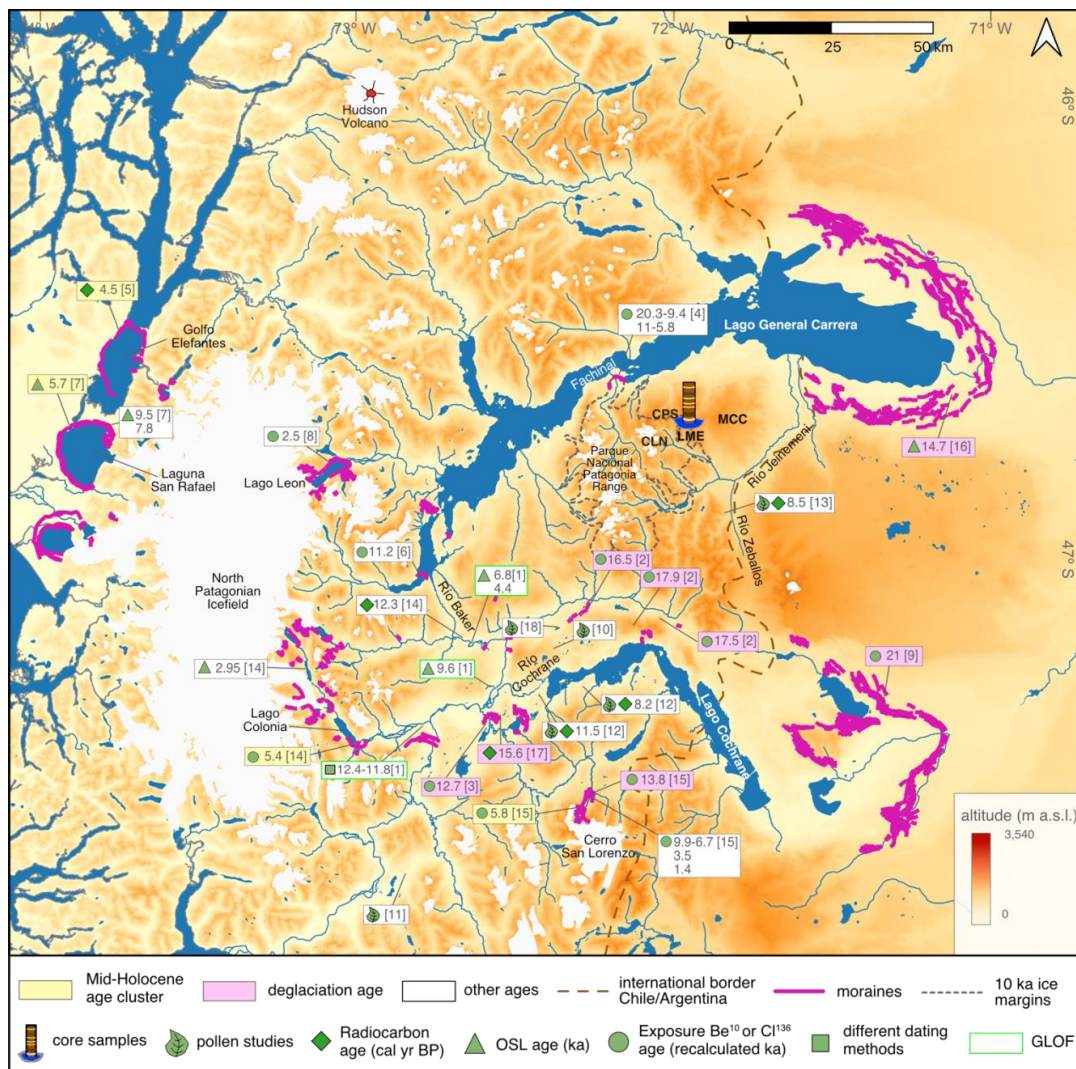 74° W
73° W
72° W
71° W
0 25 50 km
46° S
47° S
Hudson
Volcano
4.5 [5]
Golfo
Elefantes
5.7 [7]
9.5 [7]
7.8
Laguna
San Rafael
2.5 [8]
Lago Leon
20.3-9.4 [4]
11-5.8
Lago General Carrera
Fachinal
CPS
MCC
CLN
LME
Parque
Nacional
Patagonia
Range
Río Jeinemeni
14.7 [16]
8.5 [13]
Río Zeballos
North
Patagonian
Icefield
11.2 [6]
6.8[1]
4.4
16.5 [2]
17.9 [2]
12.3 [14]
Río Baker
[18]
[10]
17.5 [2]
21 [9]
2.95 [14]
9.6 [1]
Río
Cochrane
8.2 [12]
Lago Cochrane
Lago
Colonia
11.5 [12]
5.4 [14]
15.6 [17]
12.4-11.8[1]
12.7 [3]
13.8 [15]
5.8 [15]
Cerro
San Lorenzo
9.9-6.7 [15]
3.5
1.4
[11]
altitude (m a.s.l.)
3,540
0
Mid-Holocene
age cluster
deglaciation age
other ages
international border
Chile/Argentina
moraines
10 ka ice
margins
core samples
pollen studies
Radiocarbon
age (cal yr BP)
OSL age (ka)
Exposure Be¹⁰ or Cl¹³⁶
age (recalculated ka)
different dating
methods
GLOF